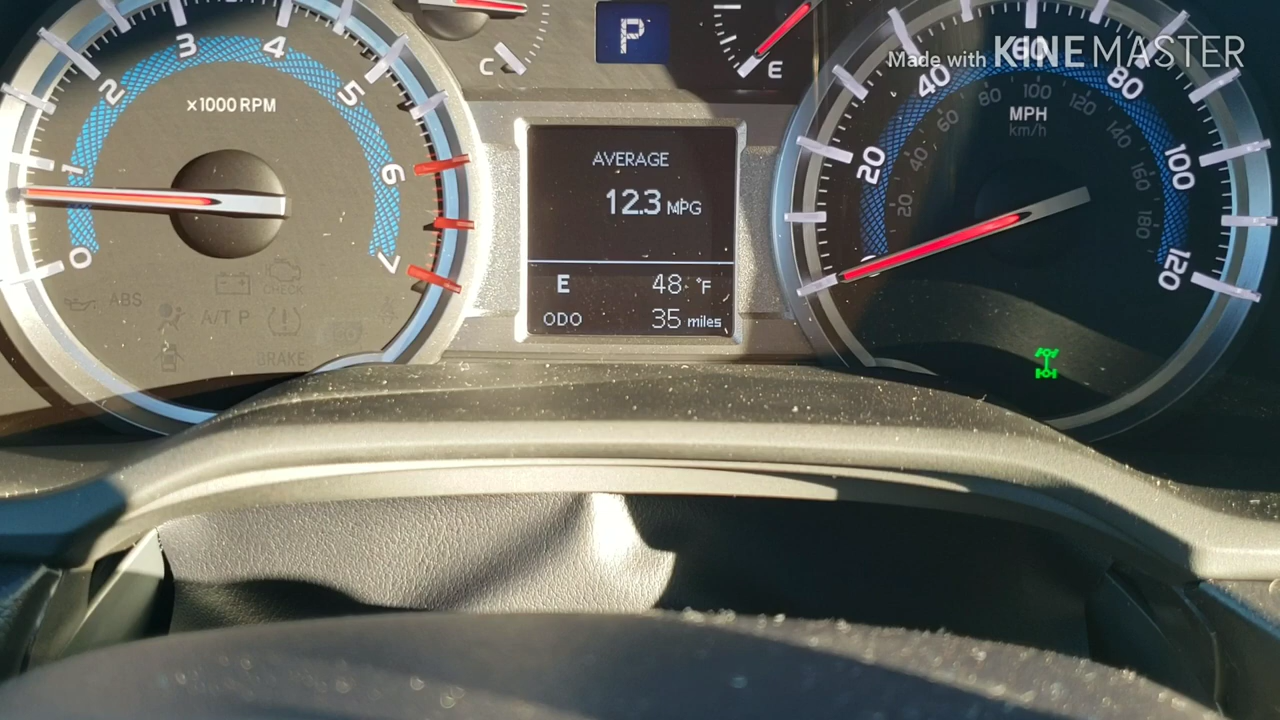 C
P
E
Made with KINEMASTER
0
1
2
3
4
5
6
7
x1000 RPM
CHECK
ABS
A/T P
BRAKE
AVERAGE
12.3 MPG
E 48 °F
ODO 35 miles
20
40
60
80
100
120
MPH
km/h
20
40
60
80
100
120
140
160
180